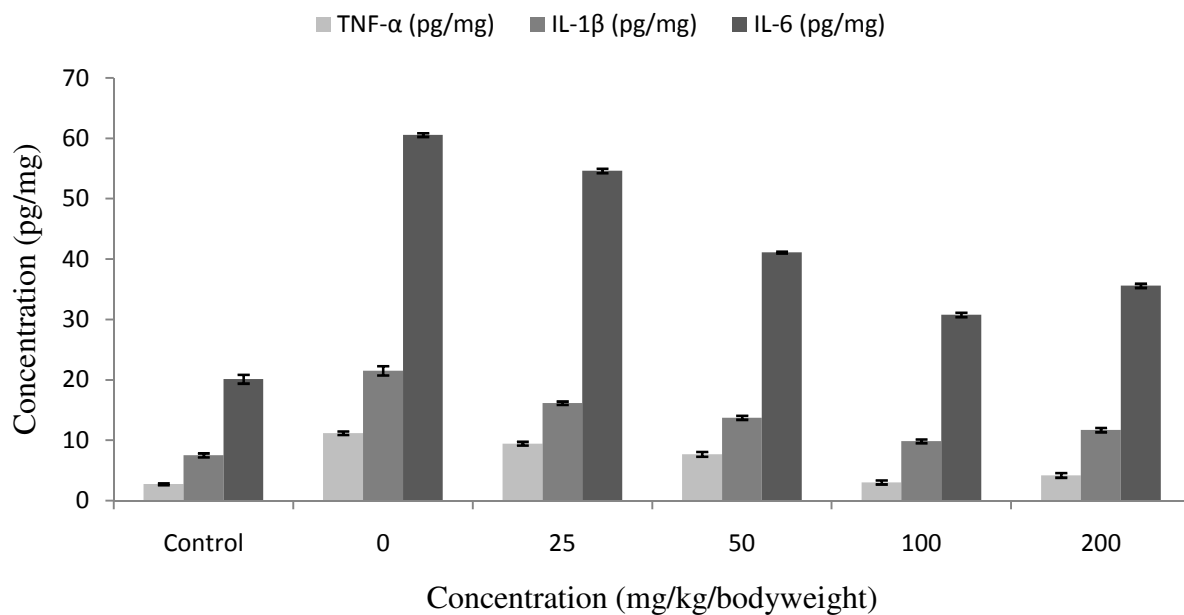 TNF-α (pg/mg) IL-1β (pg/mg) IL-6 (pg/mg)
Concentration (pg/mg)
70
60
50
40
30
20
10
0
Control 0 25 50 100 200
Concentration (mg/kg/bodyweight)